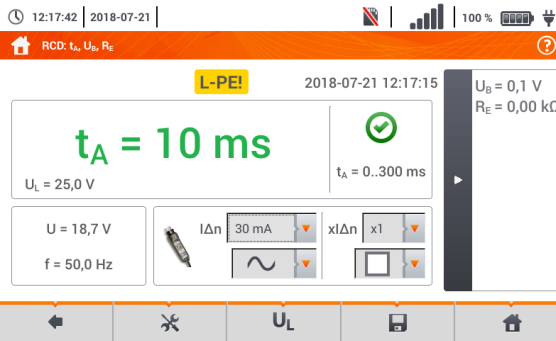 12:17:42 2018-07-21 100 %
RCD: tA, UB, RE
L-PE! 2018-07-21 12:17:15
UB = 0,1 V
RE = 0,00 kΩ
tA = 10 ms
tA = 0..300 ms
UL = 25,0 V
U = 18,7 V
f = 50,0 Hz
IΔn 30 mA xIΔn x1
UL